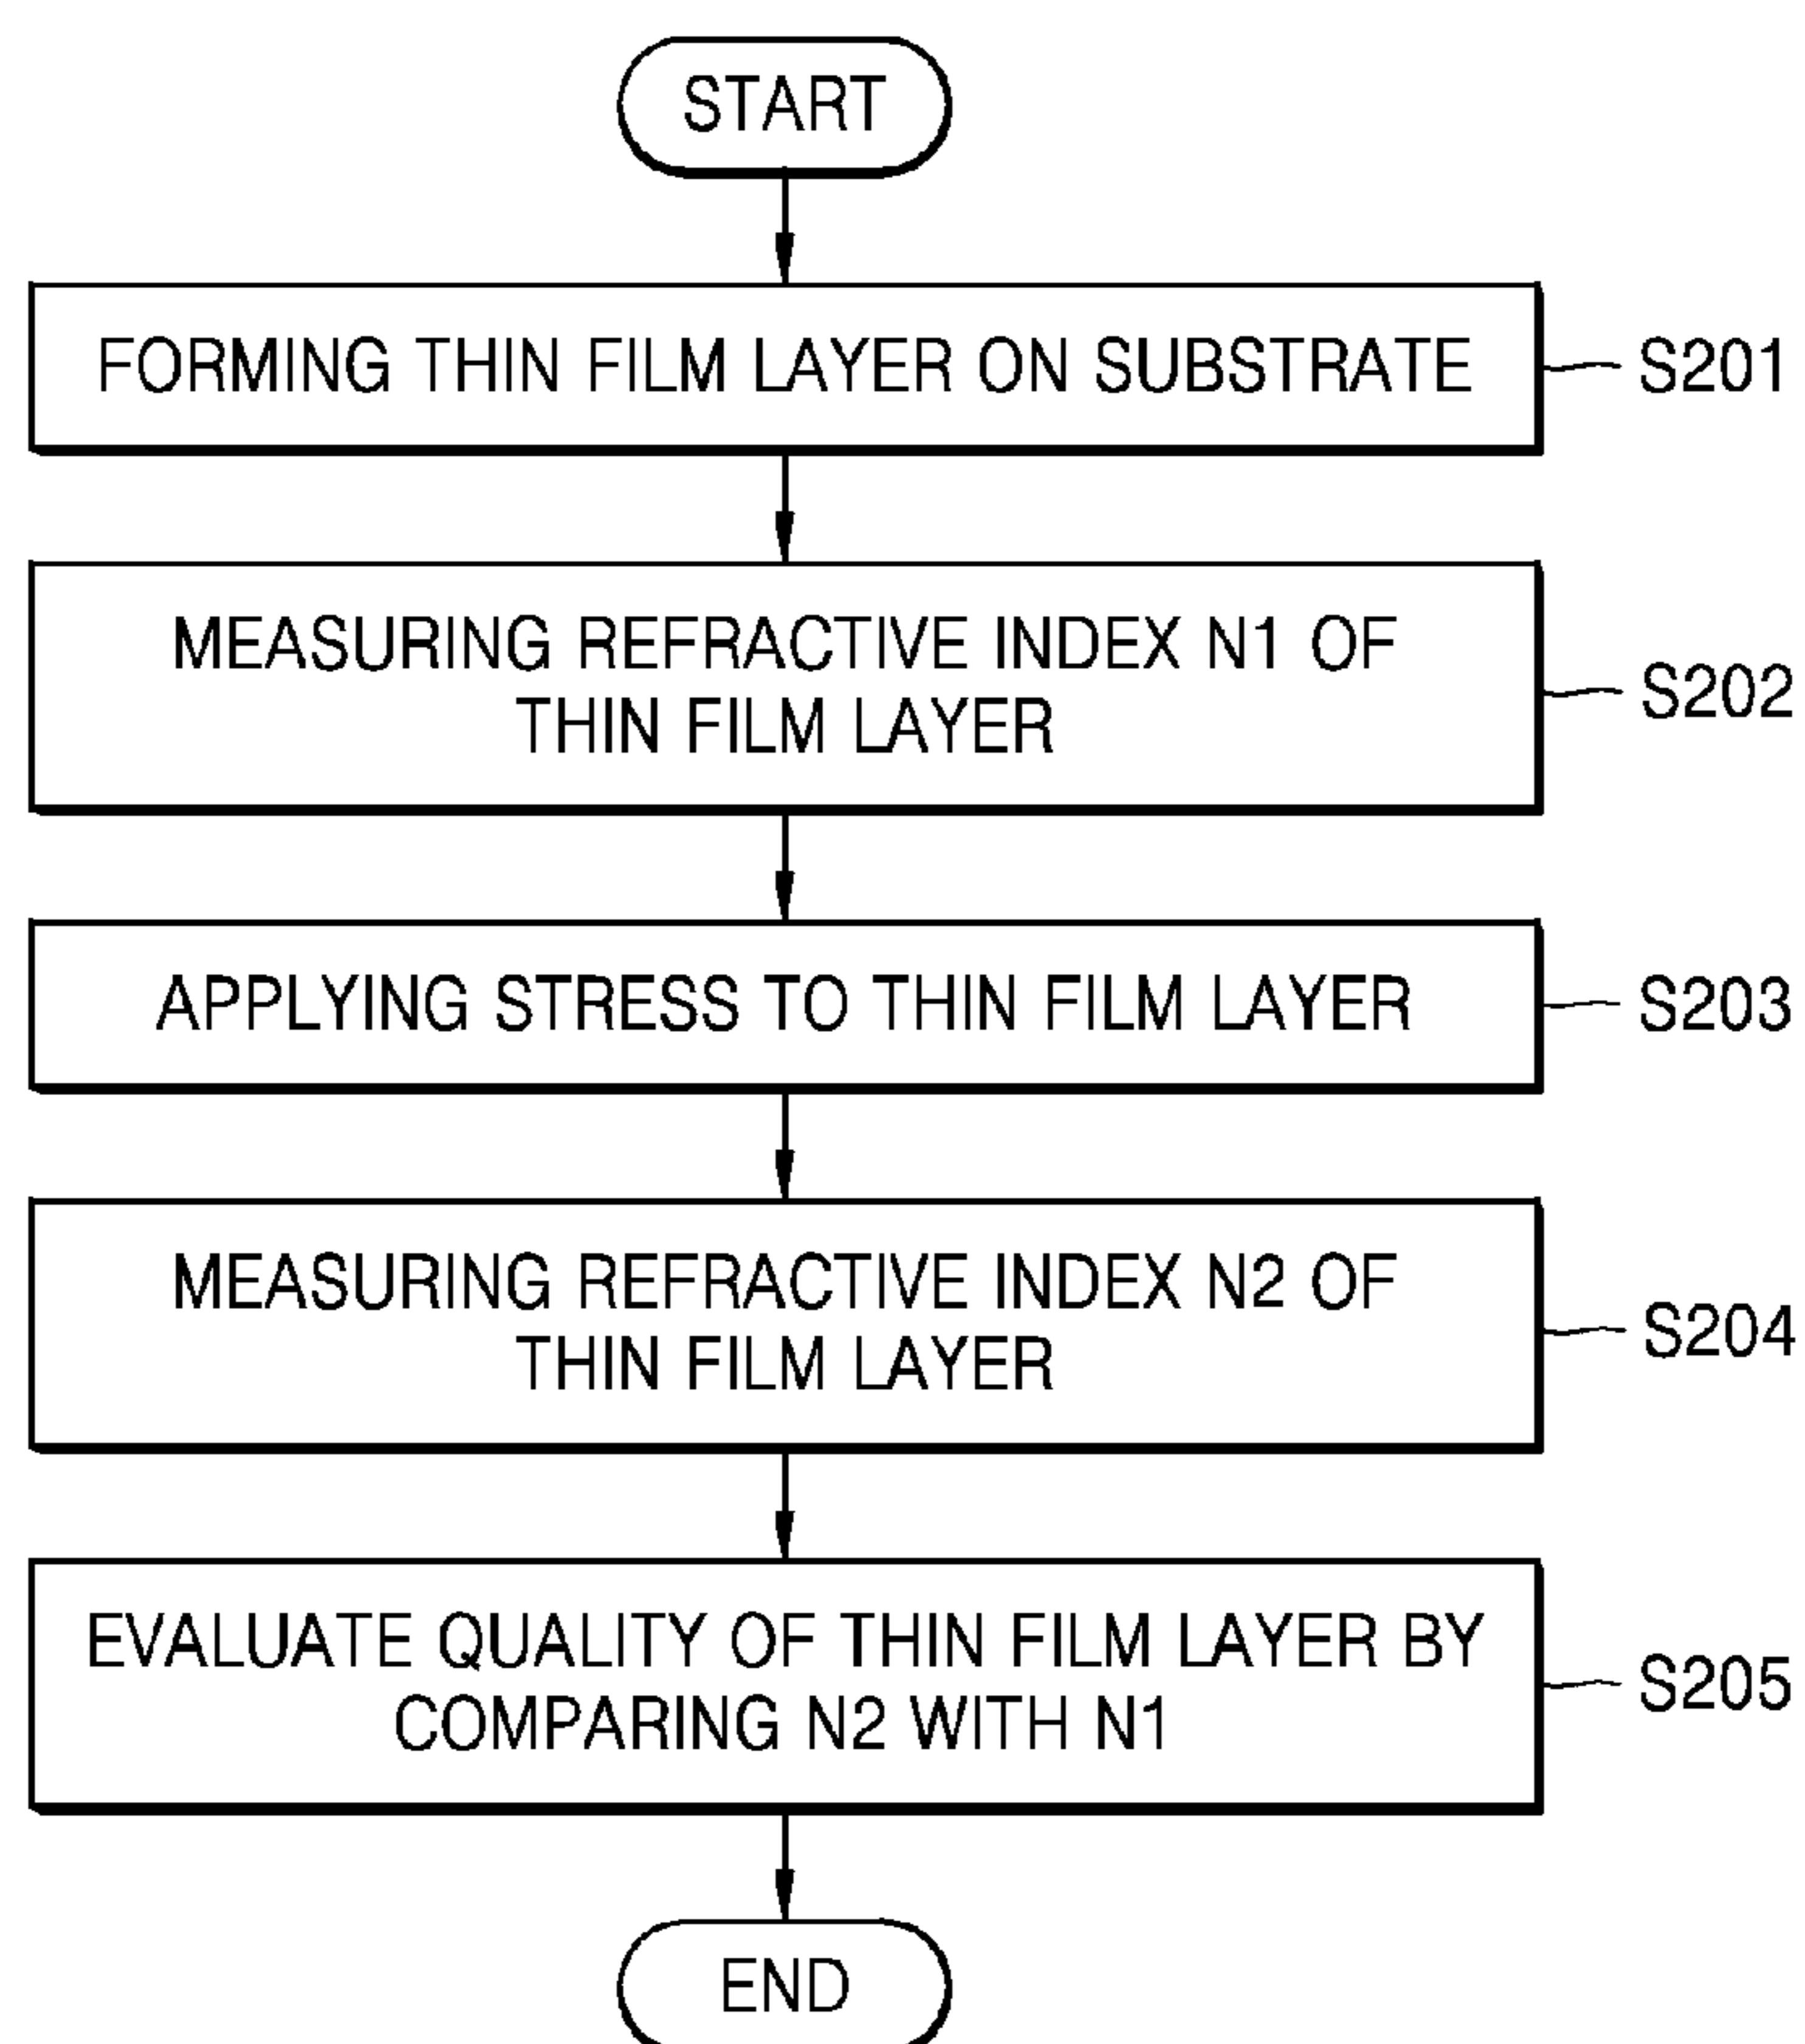 START
FORMING THIN FILM LAYER ON SUBSTRATE
S201
MEASURING REFRACTIVE INDEX N1 OF
THIN FILM LAYER
S202
APPLYING STRESS TO THIN FILM LAYER
S203
MEASURING REFRACTIVE INDEX N2 OF
THIN FILM LAYER
S204
EVALUATE QUALITY OF THIN FILM LAYER BY
COMPARING N2 WITH N1
S205
END